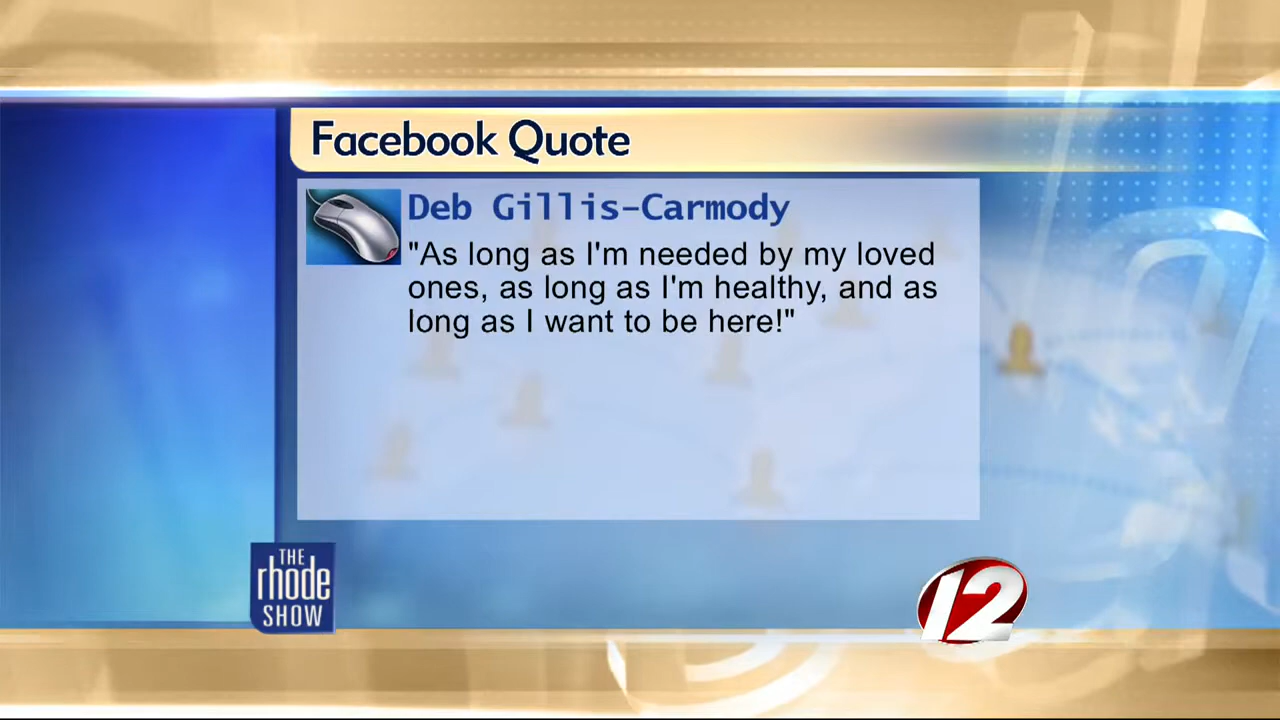 Facebook Quote
Deb Gillis-Carmody
"As long as I'm needed by my loved
ones, as long as I'm healthy, and as
long as I want to be here!"
THE
rhode
SHOW
12